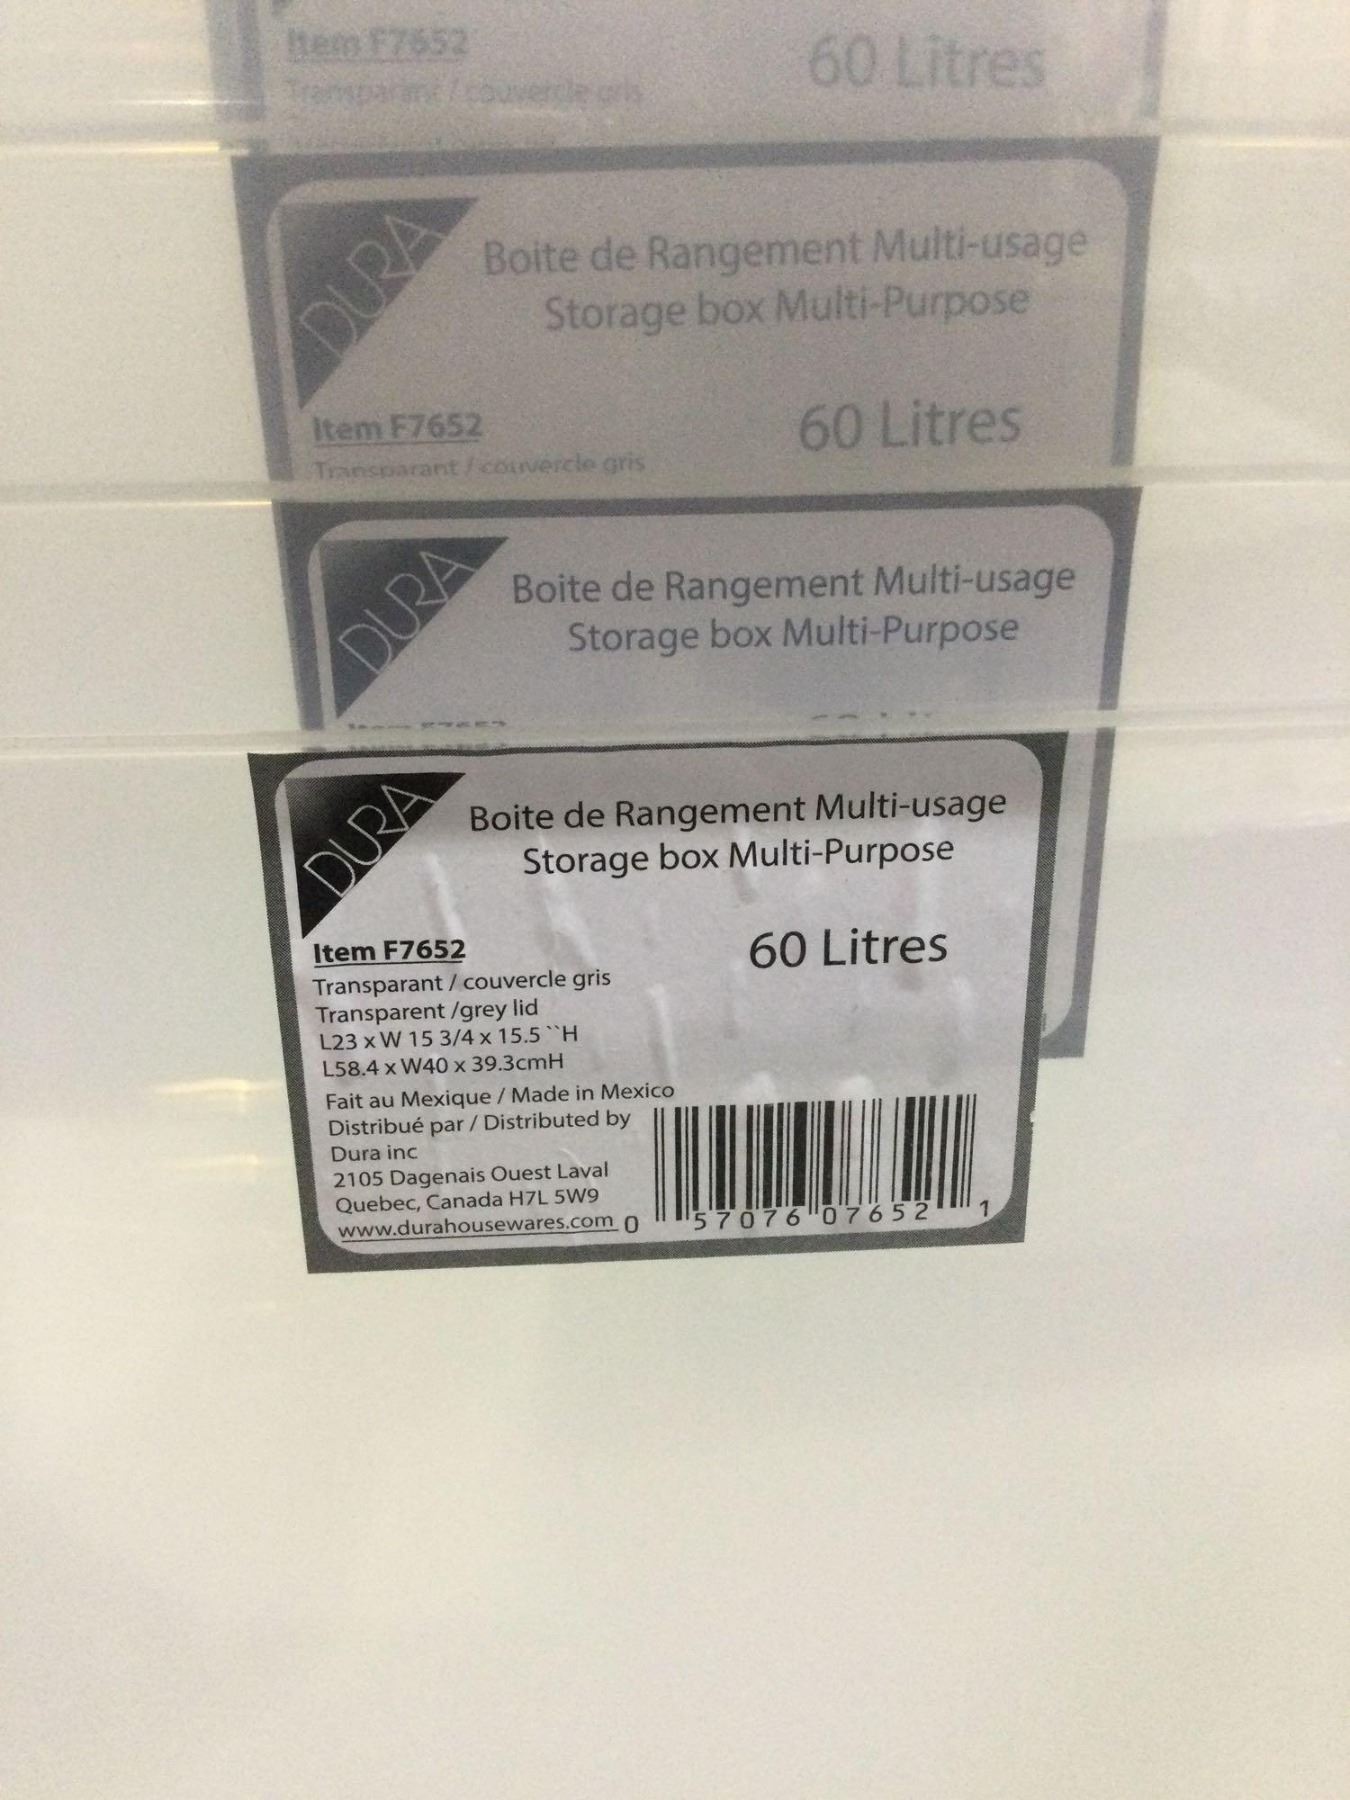 Item F7652
60 Litres
Transparant / couvercle gris
DURA
Boite de Rangement Multi-usage
Storage box Multi-Purpose
Item F7652
60 Litres
Transparant / couvercle gris
DURA
Boite de Rangement Multi-usage
Storage box Multi-Purpose
DURA
Boite de Rangement Multi-usage
Storage box Multi-Purpose
Item F7652
60 Litres
Transparant / couvercle gris
Transparent /grey lid
L23 x W 15 3/4 x 15.5 ``H
L58.4 x W40 x 39.3cmH
Fait au Mexique / Made in Mexico
Distribué par / Distributed by
Dura inc
2105 Dagenais Ouest Laval
Quebec, Canada H7L 5W9
www.durahousewares.com
0 57076 07652 1